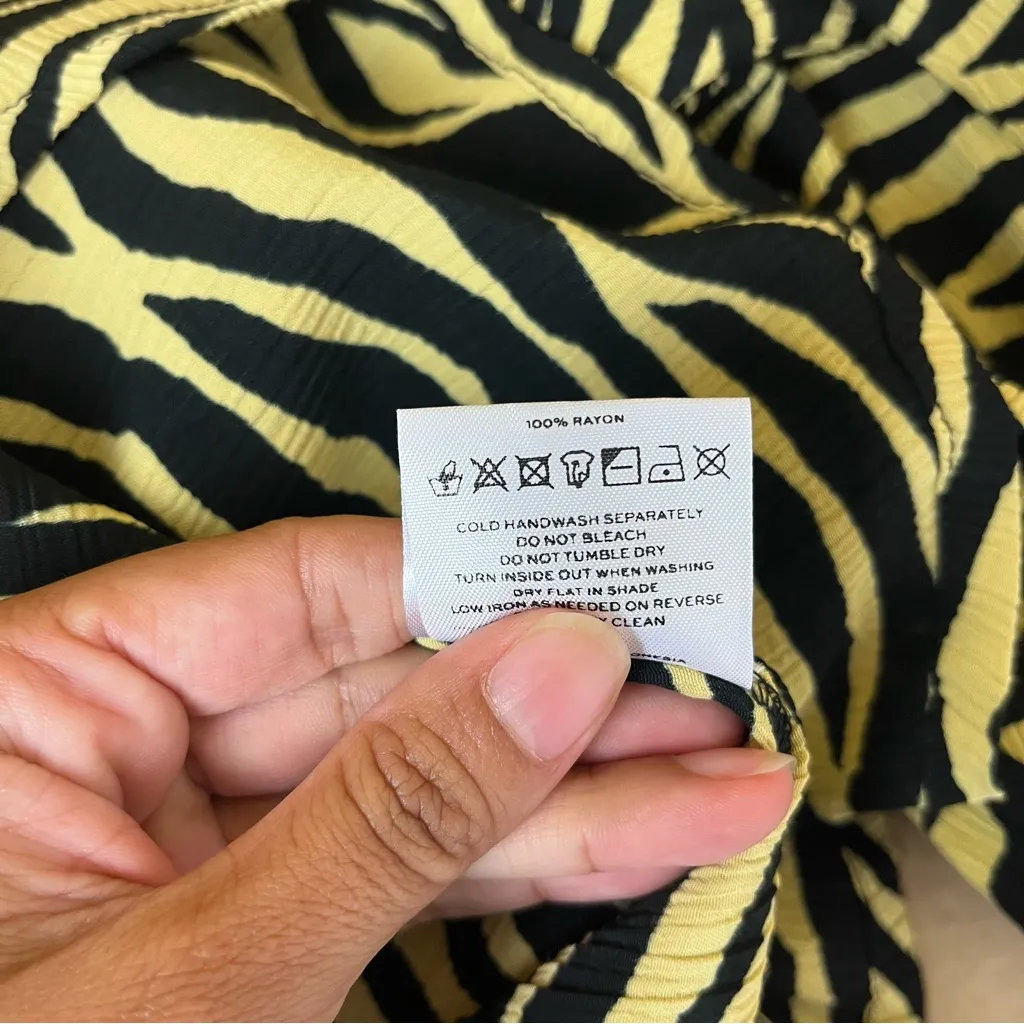 100% RAYON
COLD HANDWASH SEPARATELY
DO NOT BLEACH
DO NOT TUMBLE DRY
TURN INSIDE OUT WHEN WASHING
DRY FLAT IN SHADE
LOW IRON AS NEEDED ON REVERSE
CLEAN